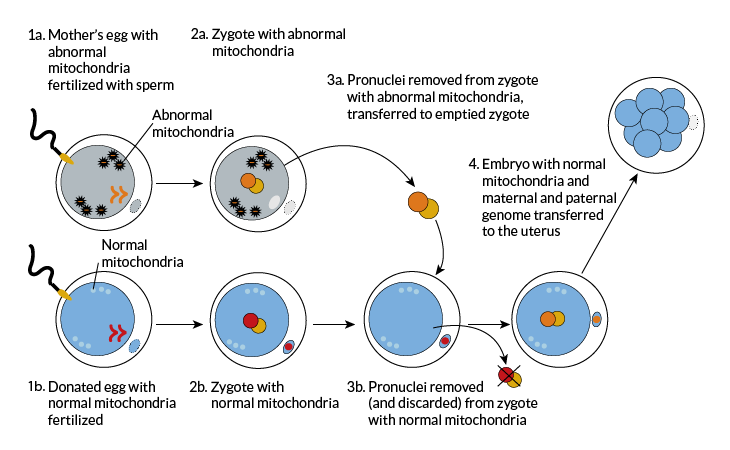 1a. Mother's egg with
abnormal
mitochondria
fertilized with sperm
2a. Zygote with abnormal
mitochondria
3a. Pronuclei removed from zygote
with abnormal mitochondria,
transferred to emptied zygote
Abnormal
mitochondria
4. Embryo with normal
mitochondria and
maternal and paternal
genome transferred
to the uterus
Normal
mitochondria
1b. Donated egg with
normal mitochondria
fertilized
2b. Zygote with
normal mitochondria
3b. Pronuclei removed
(and discarded) from zygote
with normal mitochondria